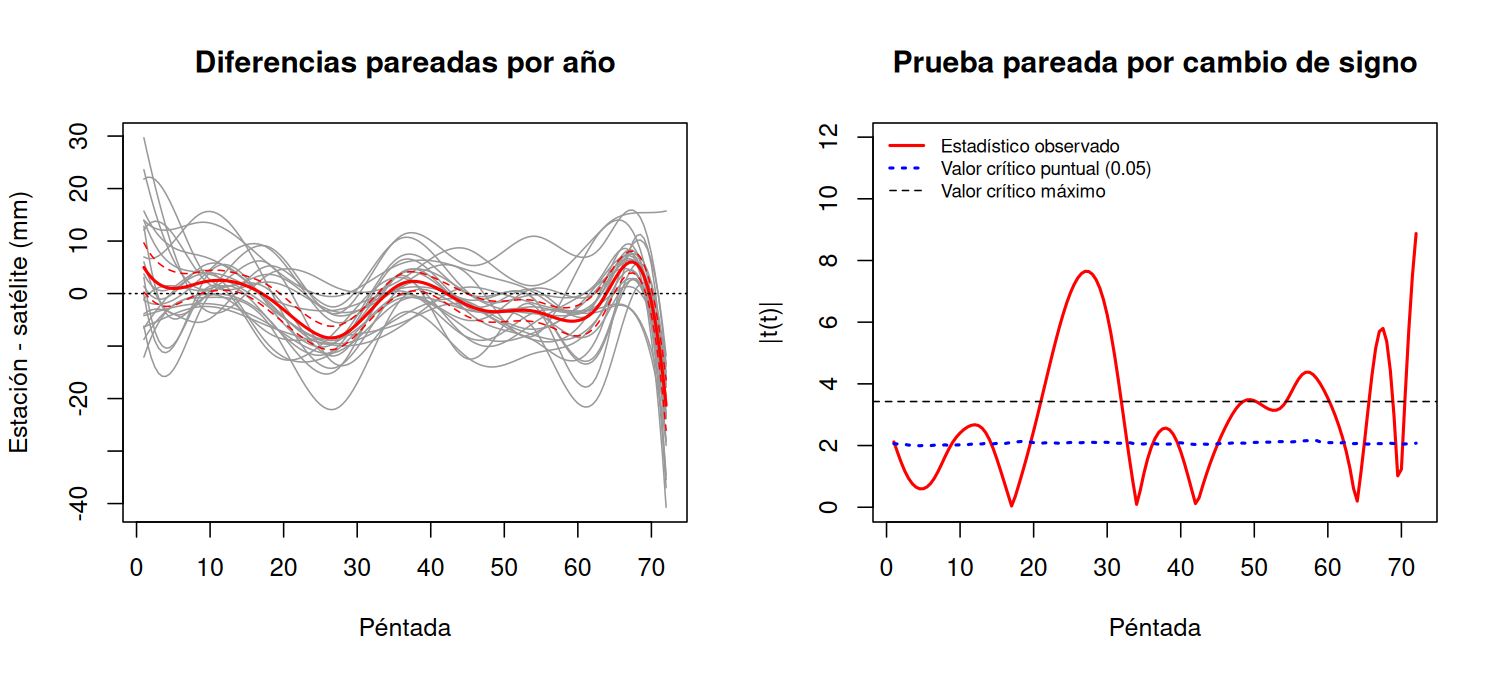 Diferencias pareadas por año
Estación - satélite (mm)
30
20
10
0
-20
-40
0 10 20 30 40 50 60 70
Péntada
Prueba pareada por cambio de signo
|t(t)|
12
10
8
6
4
2
0
Estadístico observado
Valor crítico puntual (0.05)
Valor crítico máximo
0 10 20 30 40 50 60 70
Péntada